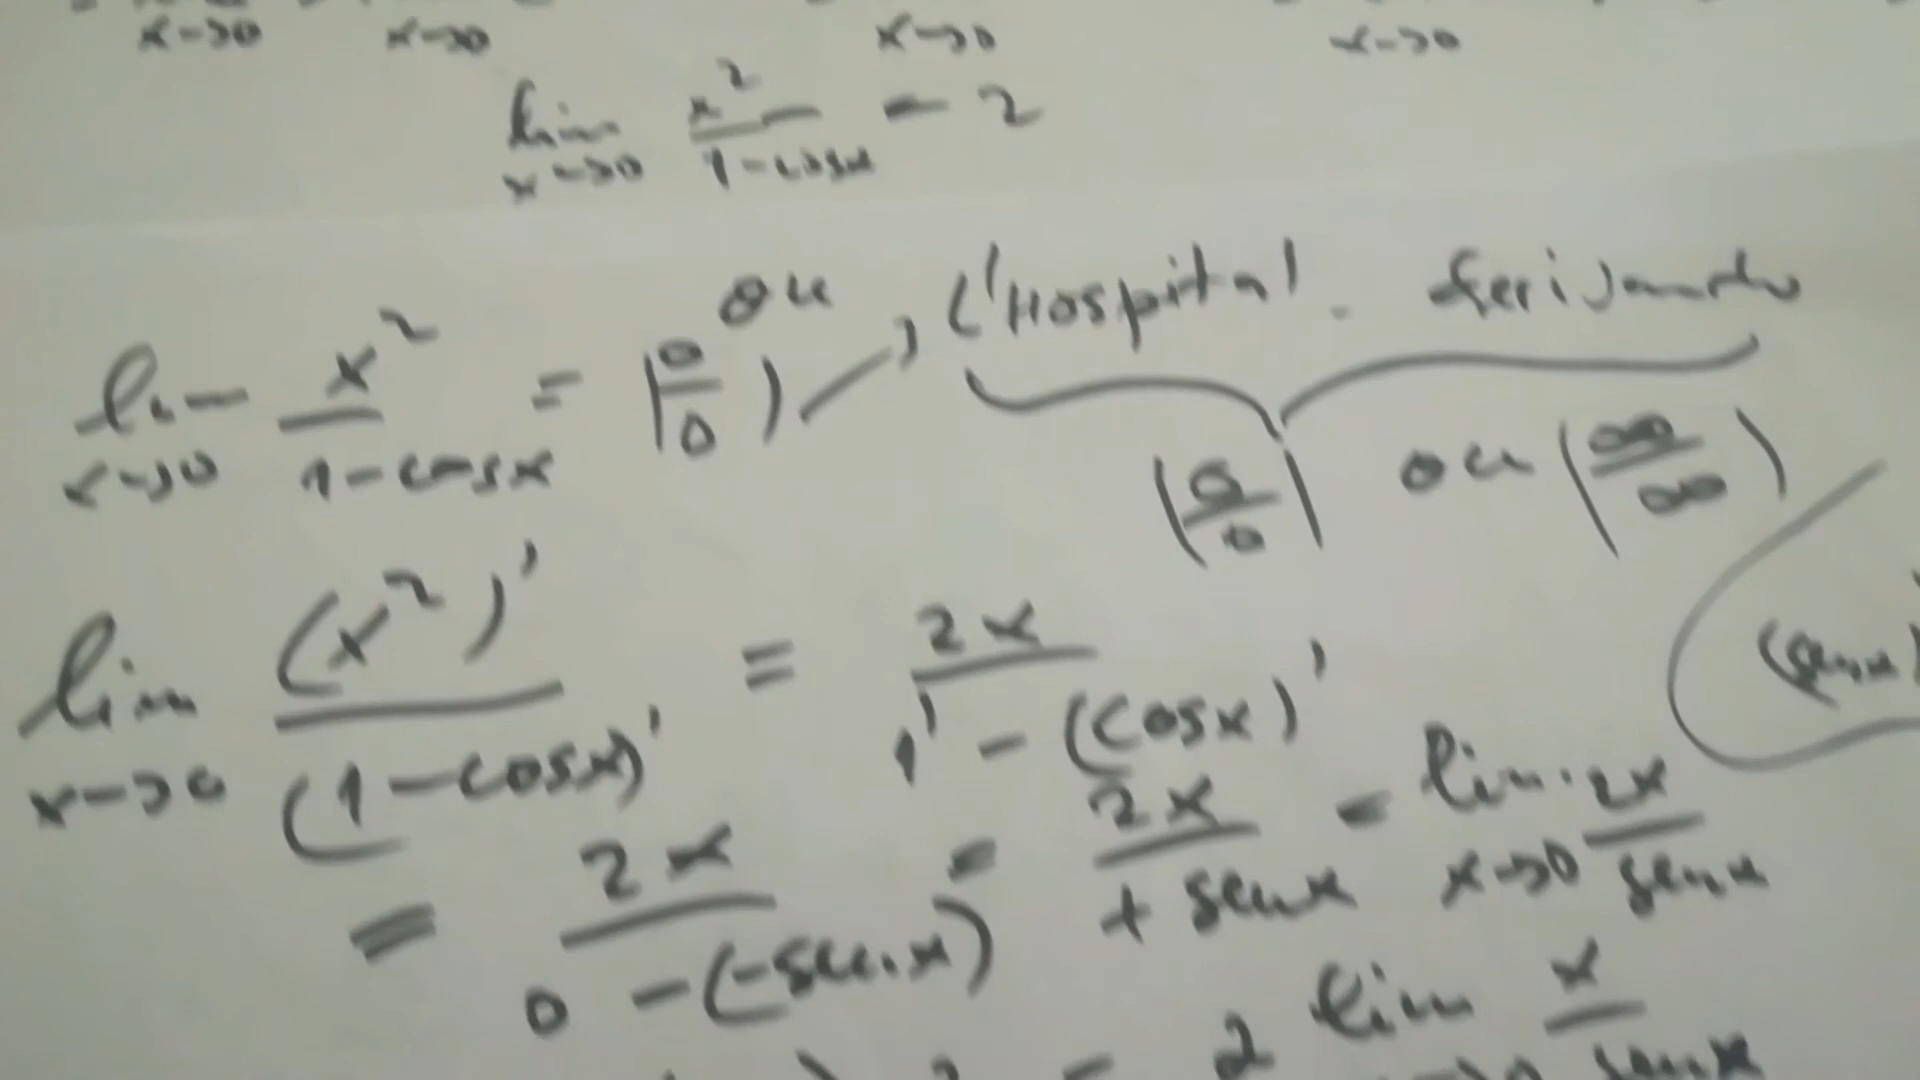 x→0 x→0 x→0 x→0
lim x→0 x²/(1-cosx) = 2
lim x→0 x²/(1-cosx) = (0/0) ou, L'Hospital. derivando
(0/0) ou (∞/∞)
lim x→0 (x²)'/(1-cosx)' = 2x/(1' - (cosx)') (senx)
= 2x/(0-(-senx)) = 2x/(+senx) = lim x→0 2x/senx
= 2 lim x/senx